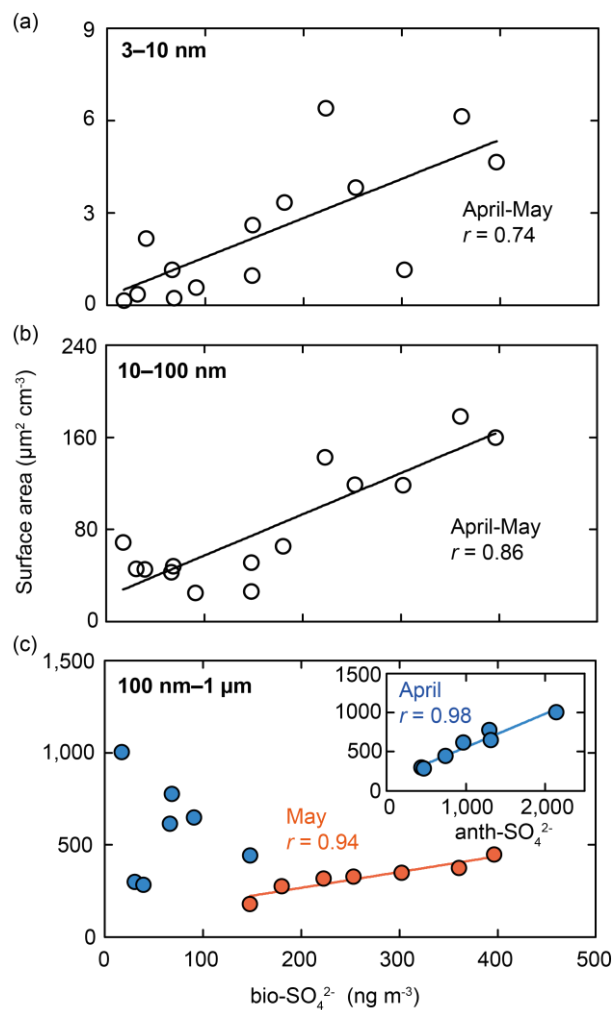 (a)
9
3–10 nm
6
3
April-May
r = 0.74
0
(b)
240
10–100 nm
160
80
April-May
r = 0.86
0
Surface area (µm² cm⁻³)
(c)
1,500
100 nm–1 µm
1,000
500
0
1500
April
r = 0.98
1000
500
0
0 1,000 2,000
anth-SO₄²⁻
May
r = 0.94
0 100 200 300 400 500
bio-SO₄²⁻ (ng m⁻³)